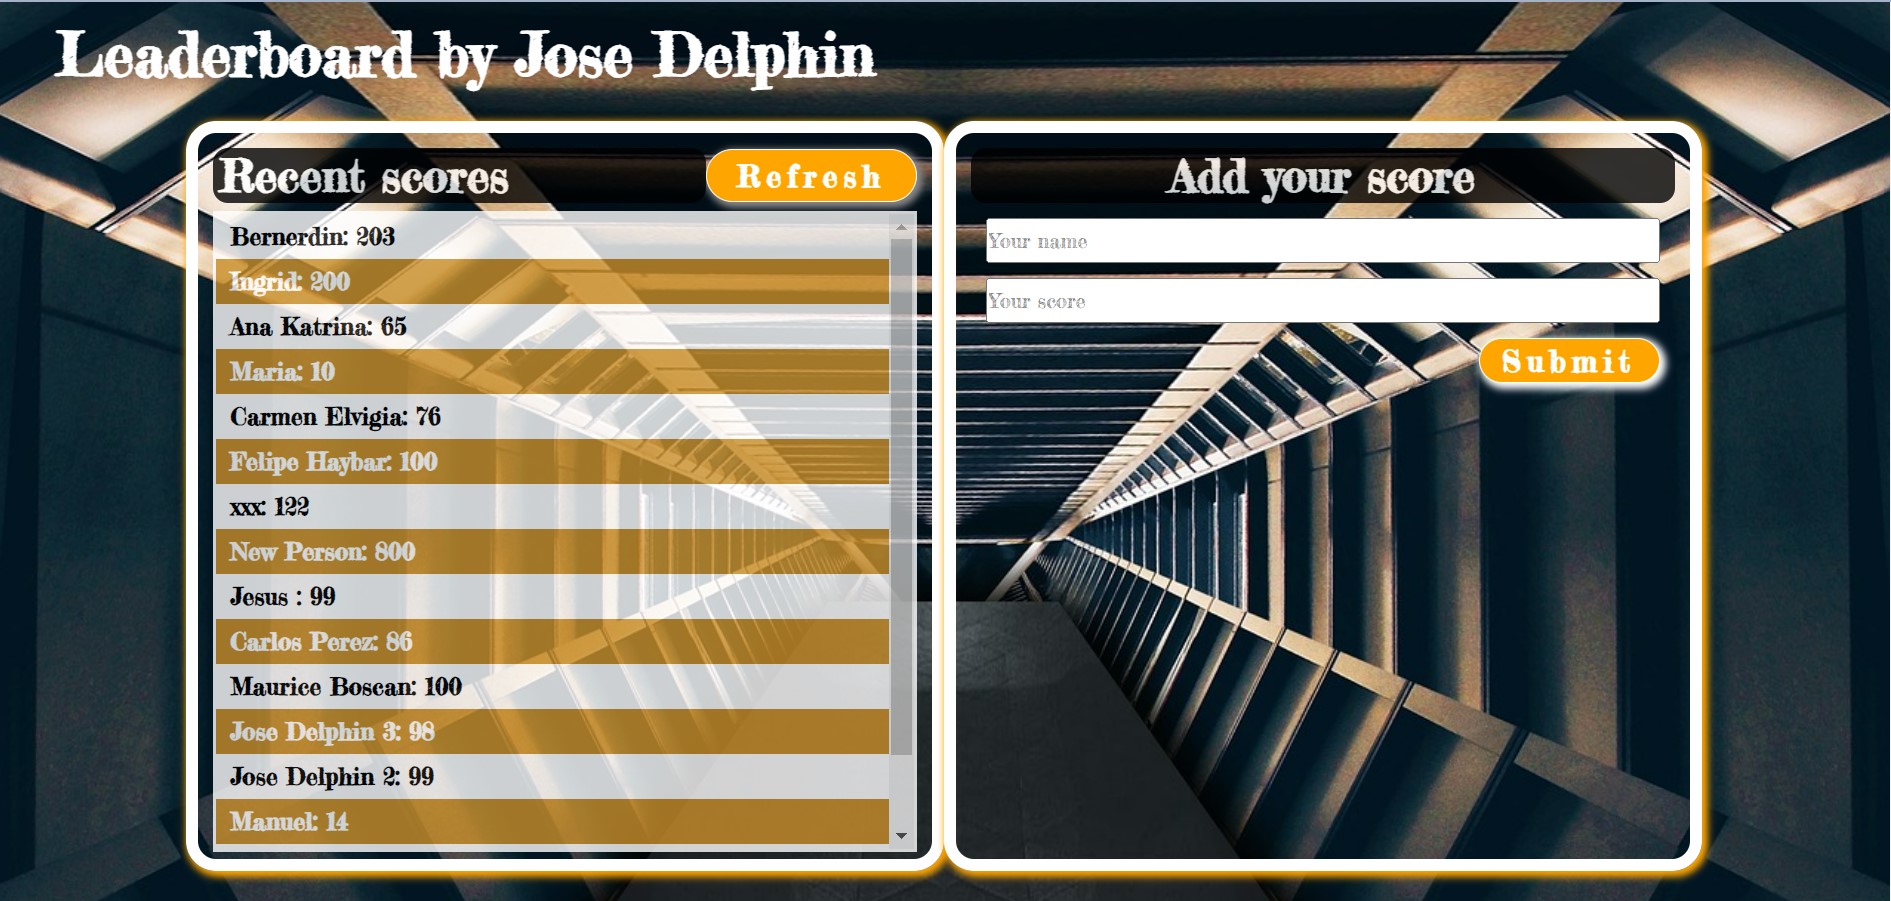 Leaderboard by Jose Delphin
Recent scores
Refresh
Bernerdin: 203
Ingrid: 200
Ana Katrina: 65
Maria: 10
Carmen Elvigia: 76
Felipe Haybar: 100
xxx: 122
New Person: 800
Jesus : 99
Carlos Perez: 86
Maurice Boscan: 100
Jose Delphin 3: 98
Jose Delphin 2: 99
Manuel: 14
Add your score
Your name
Your score
Submit